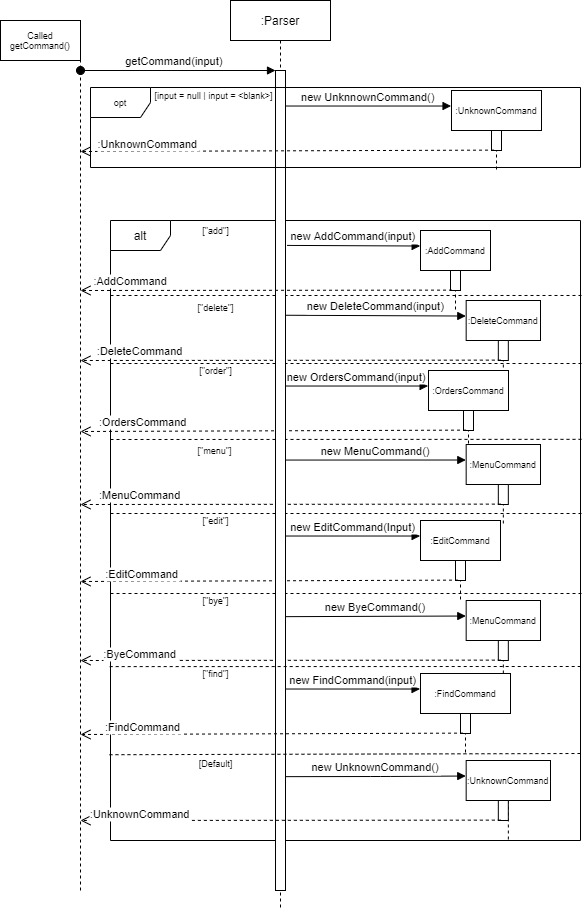 :Parser
Called
getCommand()
getCommand(input)
opt
[input = null | input = <blank>]
new UnknnownCommand()
:UnknownCommand
:UnknownCommand
alt
["add"]
new AddCommand(input)
:AddCommand
:AddCommand
"delete"]
new DeleteCommand(input)
:DeleteCommand
:DeleteCommand
"order"]
new OrdersCommand(input)
:OrdersCommand
:OrdersCommand
["menu"]
new MenuCommand()
:MenuCommand
:MenuCommand
["edit"]
new EditCommand(Input)
:EditCommand
:EditCommand
["bye"]
new ByeCommand()
:MenuCommand
:ByeCommand
["find"]
new FindCommand(input)
:FindCommand
:FindCommand
[Default]
new UnknownCommand()
:UnknownCommand
:UnknownCommand